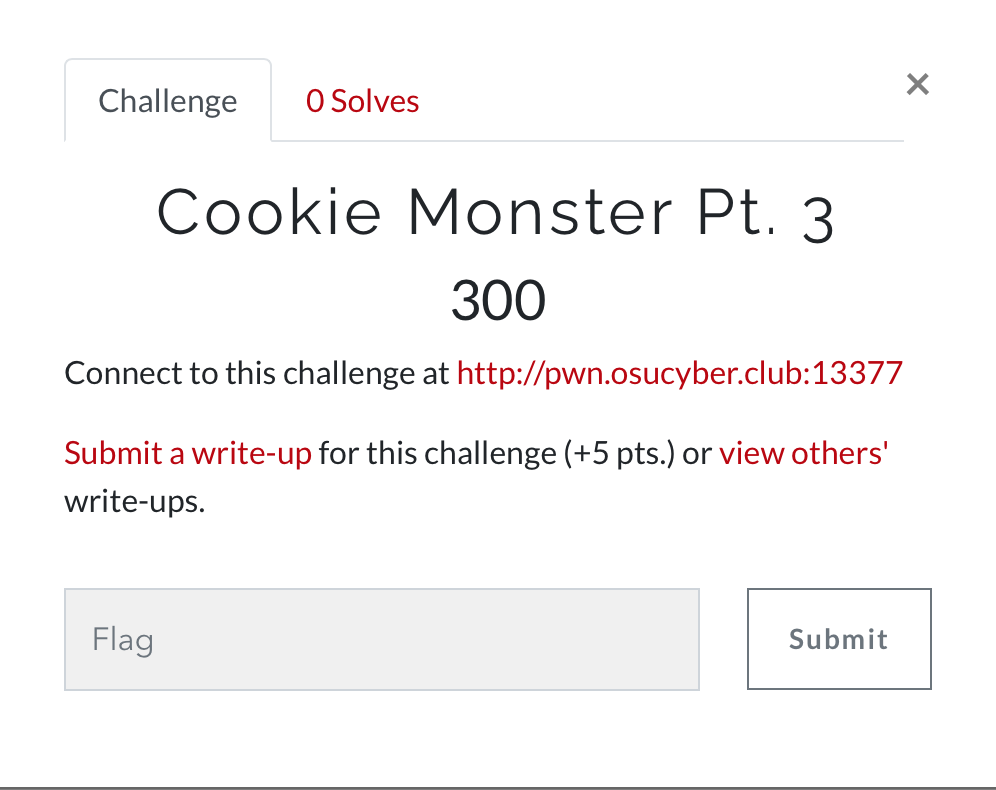 Challenge
0 Solves
×
Cookie Monster Pt. 3
300
Connect to this challenge at http://pwn.osucyber.club:13377
Submit a write-up for this challenge (+5 pts.) or view others'
write-ups.
Flag
Submit